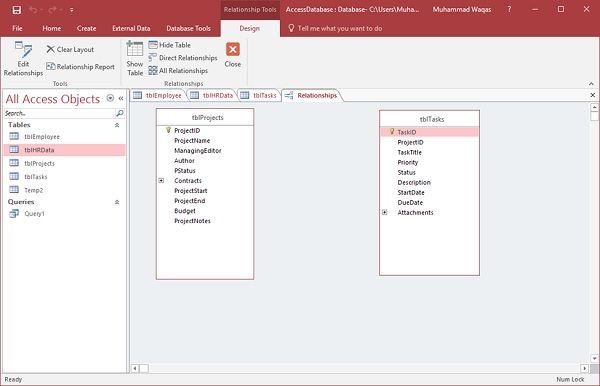 Relationship Tools
AccessDatabase : Database- C:\Users\Muha...
Muhammad Waqas
File
Home
Create
External Data
Database Tools
Design
Tell me what you want to do
Edit Relationships
Clear Layout
Relationship Report
Tools
Show Table
Hide Table
Direct Relationships
All Relationships
Relationships
Close
All Access Objects
Search...
Tables
tblEmployee
tblHRData
tblProjects
tblTasks
Temp2
Queries
Query1
tblEmployee
tblHRData
tblTasks
Relationships
tblProjects
ProjectID
ProjectName
ManagingEditor
Author
PStatus
Contracts
ProjectStart
ProjectEnd
Budget
ProjectNotes
tblTasks
TaskID
ProjectID
TaskTitle
Priority
Status
Description
StartDate
DueDate
Attachments
Ready
Num Lock